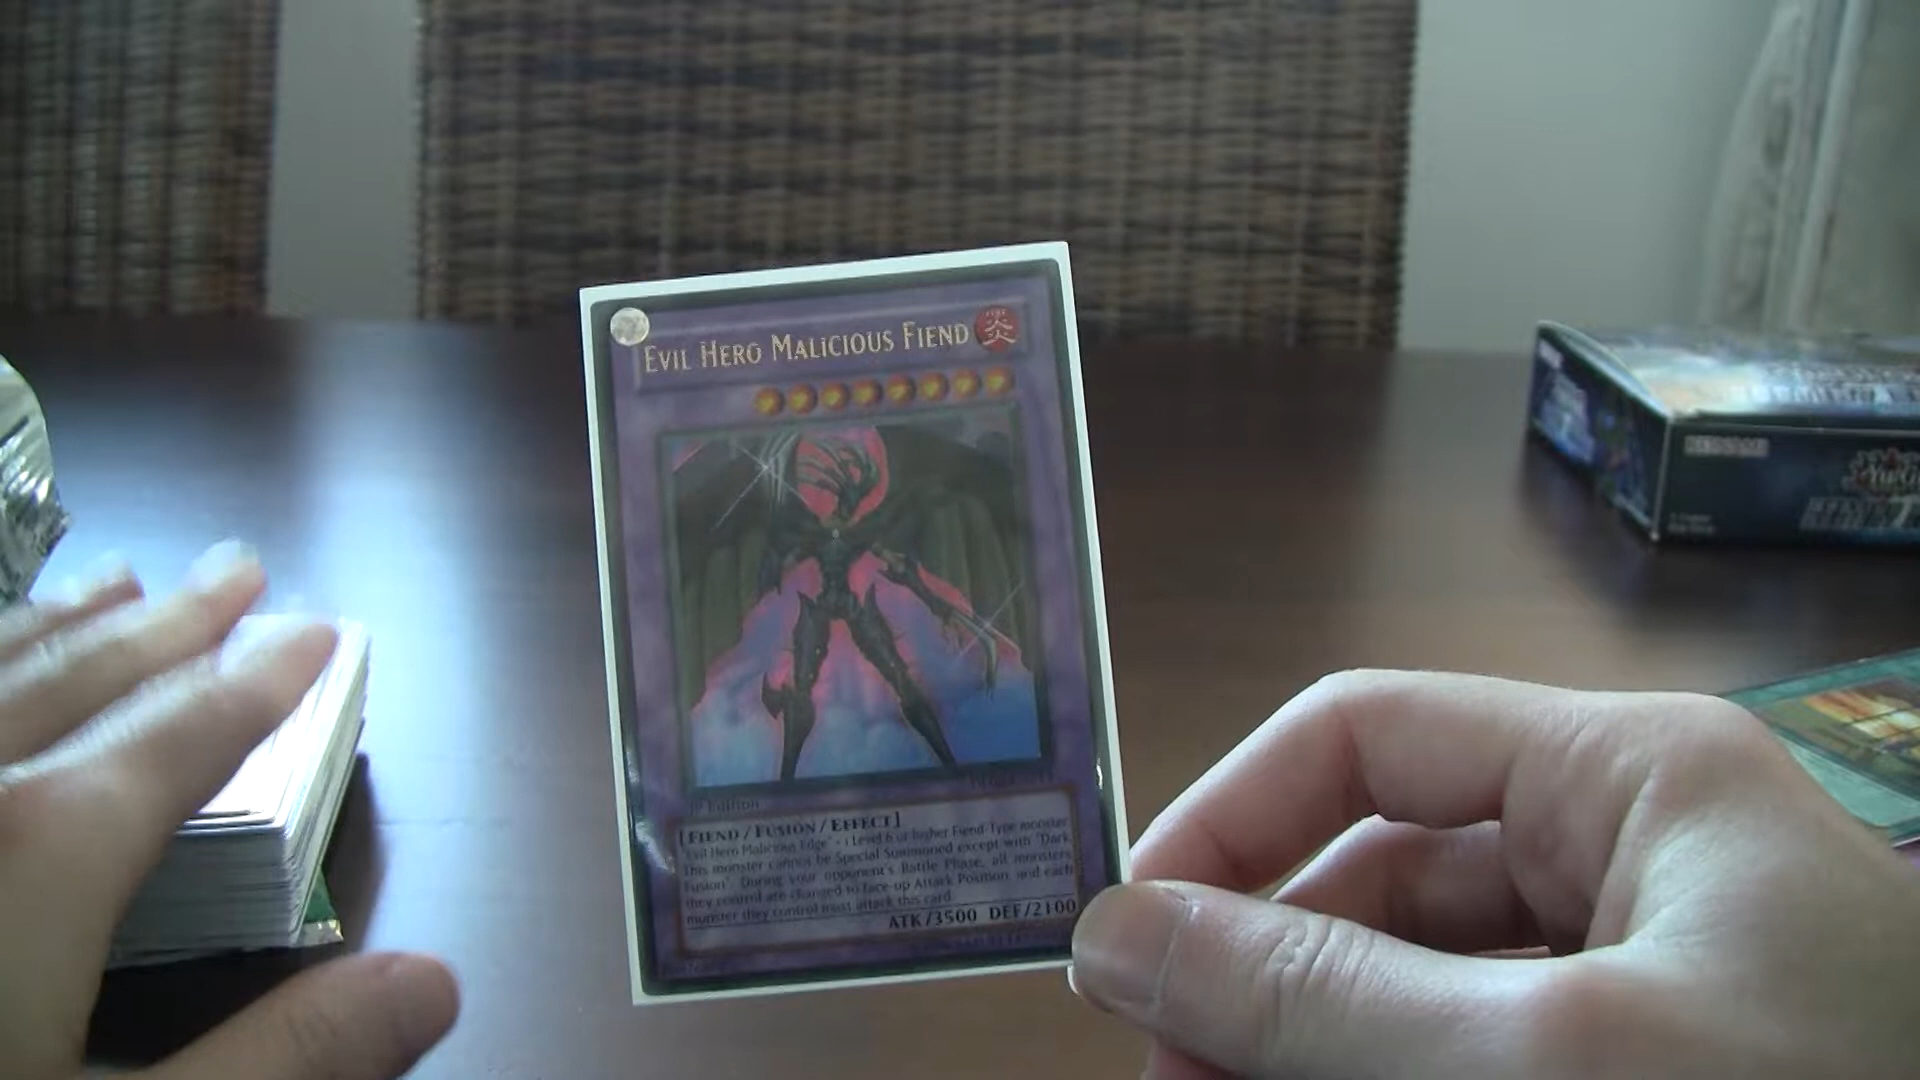 EVIL HERO MALICIOUS FIEND
炎
1st Edition
[FIEND / FUSION / EFFECT]
"Evil Hero Malicious Edge" + 1 Level 6 or higher Fiend-Type monster
This monster cannot be Special Summoned except with "Dark
Fusion". During your opponent's Battle Phase, all monsters
they control are changed to face-up Attack Position, and each
monster they control must attack this card.
ATK/3500 DEF/2100
KONAMI